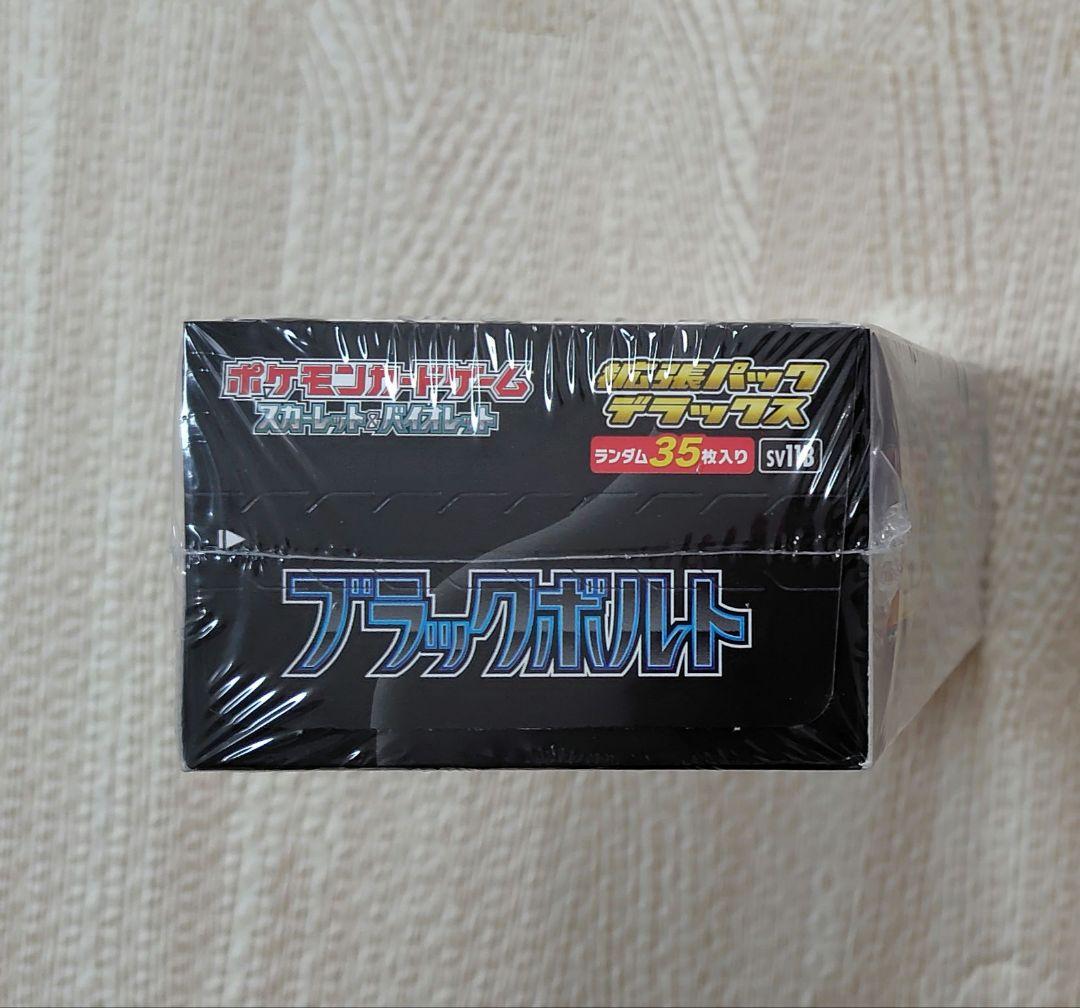 ポケモンカードゲーム
スカーレット&バイオレット
拡張パック
デラックス
ランダム35枚入り
SV11B
ブラックボルト